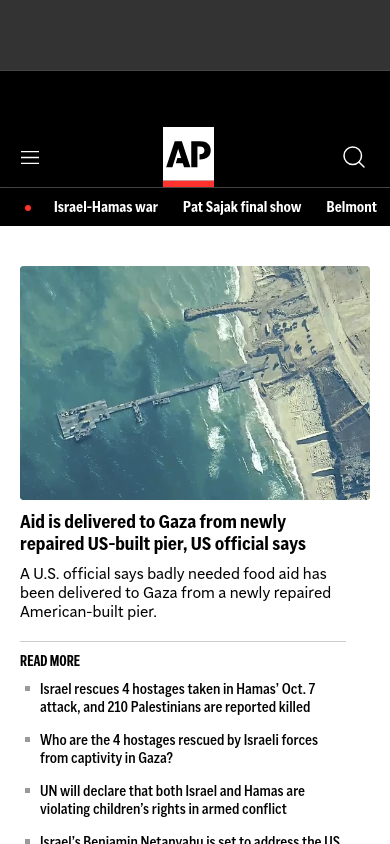 AP
Israel-Hamas war
Pat Sajak final show
Belmont
Aid is delivered to Gaza from newly
repaired US-built pier, US official says
A U.S. official says badly needed food aid has
been delivered to Gaza from a newly repaired
American-built pier.
READ MORE
Israel rescues 4 hostages taken in Hamas’ Oct. 7
attack, and 210 Palestinians are reported killed
Who are the 4 hostages rescued by Israeli forces
from captivity in Gaza?
UN will declare that both Israel and Hamas are
violating children’s rights in armed conflict
Israel’s Benjamin Netanyahu is set to address the US